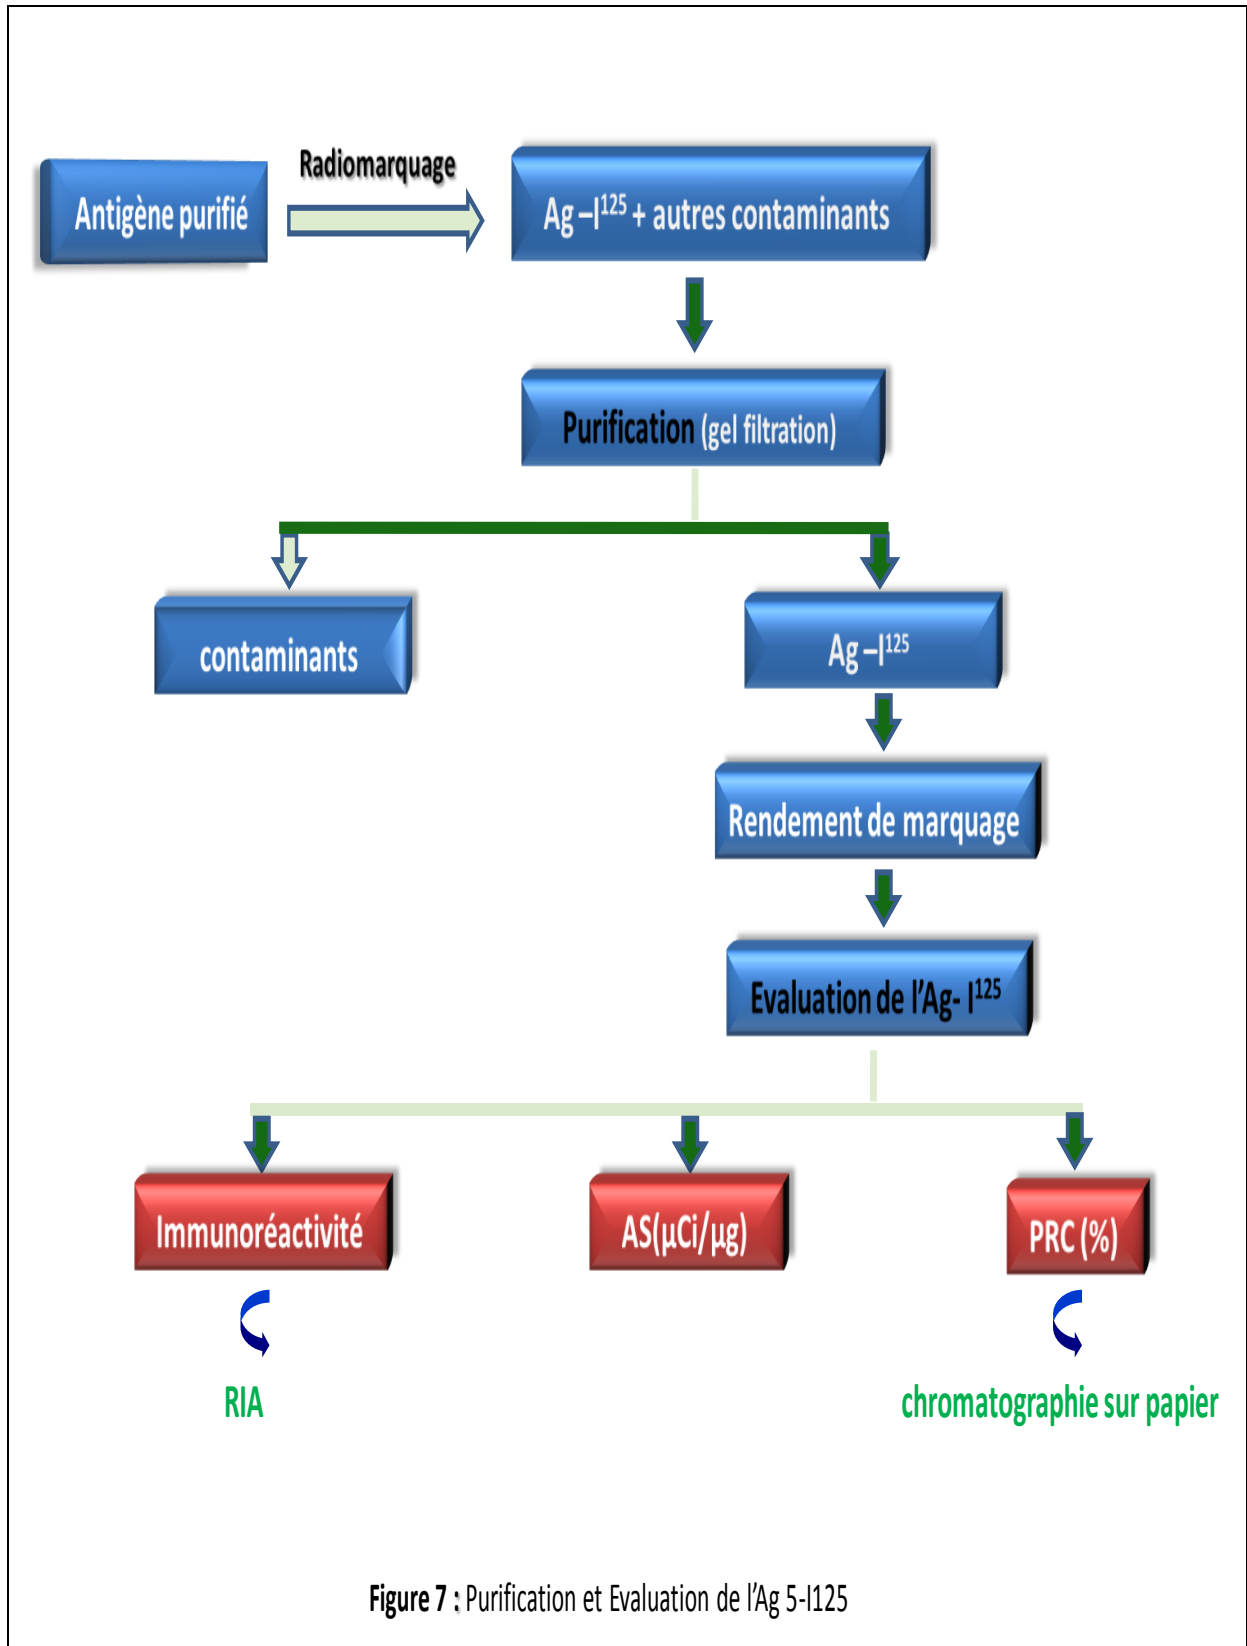 Radiomarquage
Antigène purifié
Ag –I¹²⁵ + autres contaminants
Purification (gel filtration)
contaminants
Ag –I¹²⁵
Rendement de marquage
Evaluation de l'Ag- I¹²⁵
Immunoréactivité
AS(µCi/µg)
PRC (%)
RIA
chromatographie sur papier
Figure 7 : Purification et Evaluation de l'Ag 5-I125